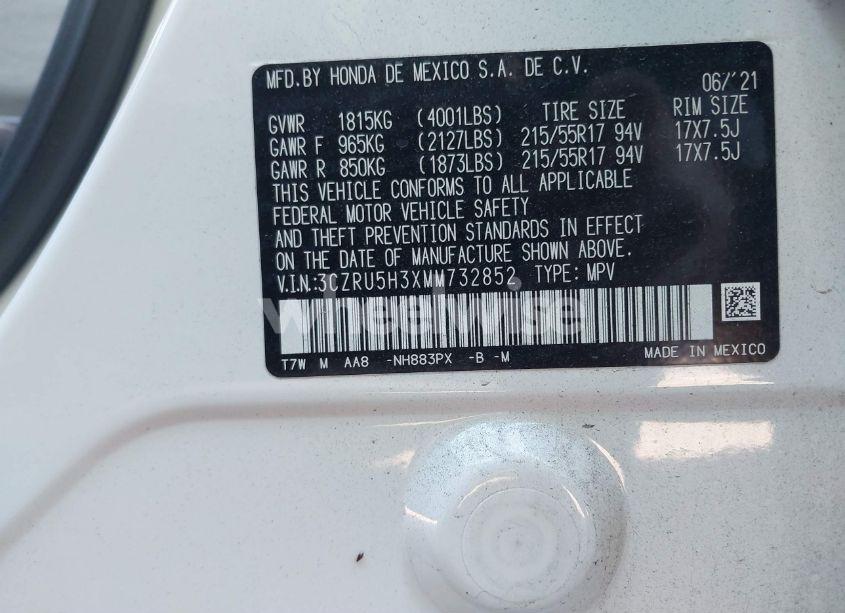 MFD.BY HONDA DE MEXICO S.A. DE C.V.
06/'21
GVWR 1815KG (4001LBS) TIRE SIZE RIM SIZE
GAWR F 965KG (2127LBS) 215/55R17 94V 17X7.5J
GAWR R 850KG (1873LBS) 215/55R17 94V 17X7.5J
THIS VEHICLE CONFORMS TO ALL APPLICABLE
FEDERAL MOTOR VEHICLE SAFETY
AND THEFT PREVENTION STANDARDS IN EFFECT
ON THE DATE OF MANUFACTURE SHOWN ABOVE.
V.I.N:3CZRU5H3XMM732852 TYPE: MPV
wheelwise
T7W M AA8 -NH883PX -B -M MADE IN MEXICO